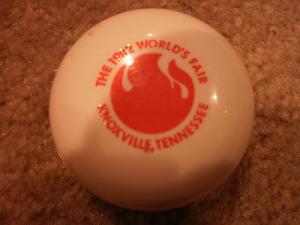 THE 1982 WORLD'S FAIR
KNOXVILLE, TENNESSEE